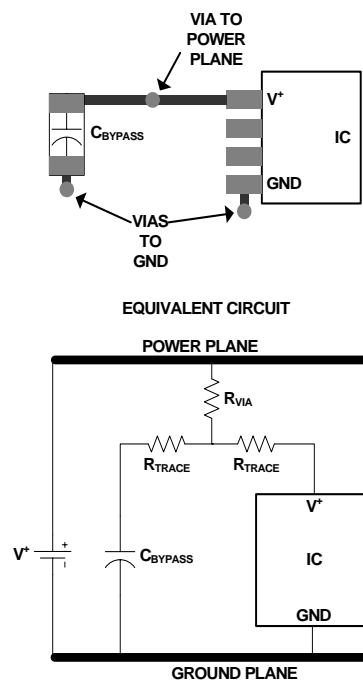 VIA TO
POWER
PLANE
V+
CBYPASS
IC
GND
VIAS
TO
GND
EQUIVALENT CIRCUIT
POWER PLANE
RVIA
RTRACE
RTRACE
V+
V+
+
-
CBYPASS
IC
GND
GROUND PLANE